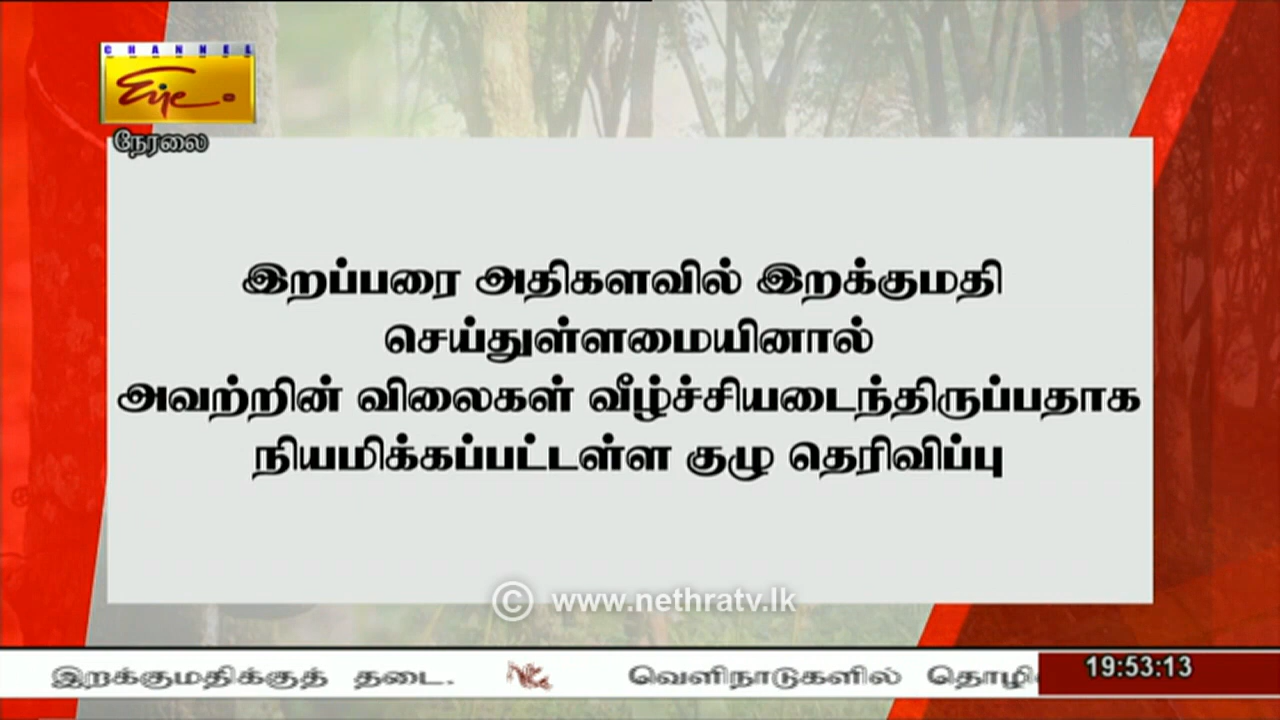 CHANNEL
Eye
நேரலை
இறப்பரை அதிகளவில் இறக்குமதி
செய்துள்ளமையினால்
அவற்றின் விலைகள் வீழ்ச்சியடைந்திருப்பதாக
நியமிக்கப்பட்டள்ள குழு தெரிவிப்பு
© www.nethratv.lk
இறக்குமதிக்குத் தடை. வெளிநாடுகளில்
19:53:13